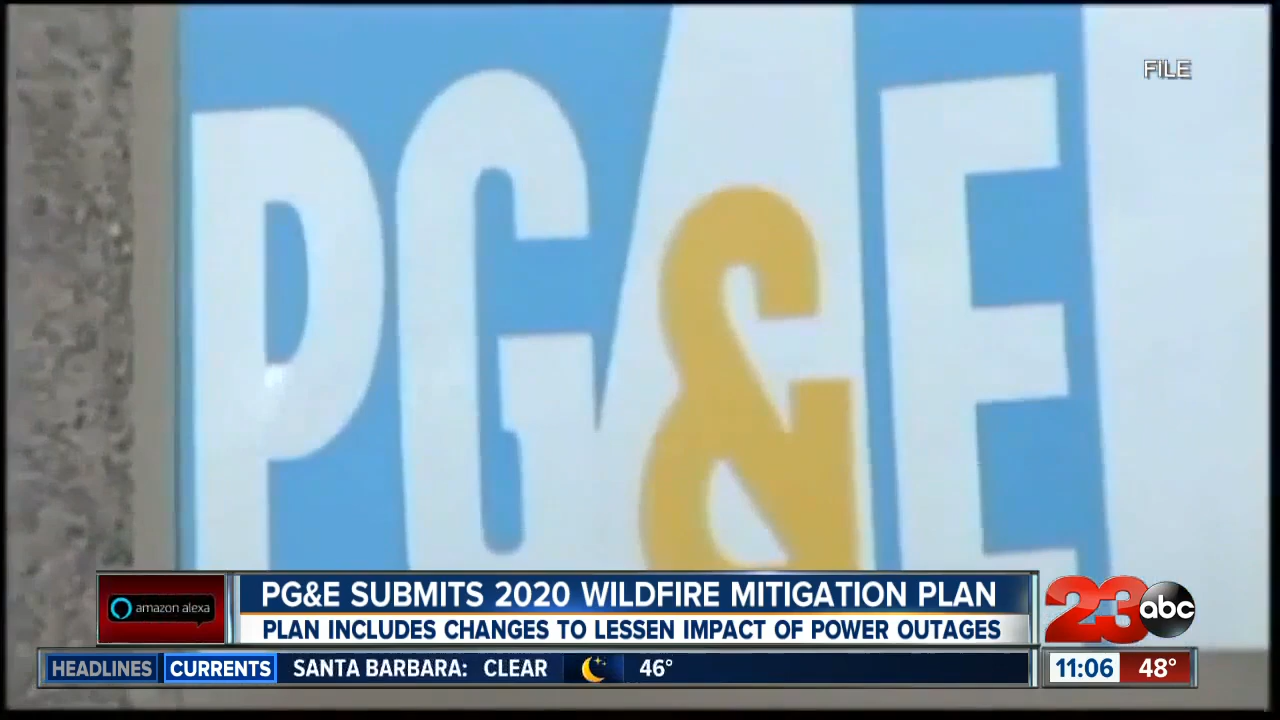 FILE
PG&E
amazon alexa
PG&E SUBMITS 2020 WILDFIRE MITIGATION PLAN
PLAN INCLUDES CHANGES TO LESSEN IMPACT OF POWER OUTAGES
23 abc
HEADLINES CURRENTS SANTA BARBARA: CLEAR 46°
11:06 48°